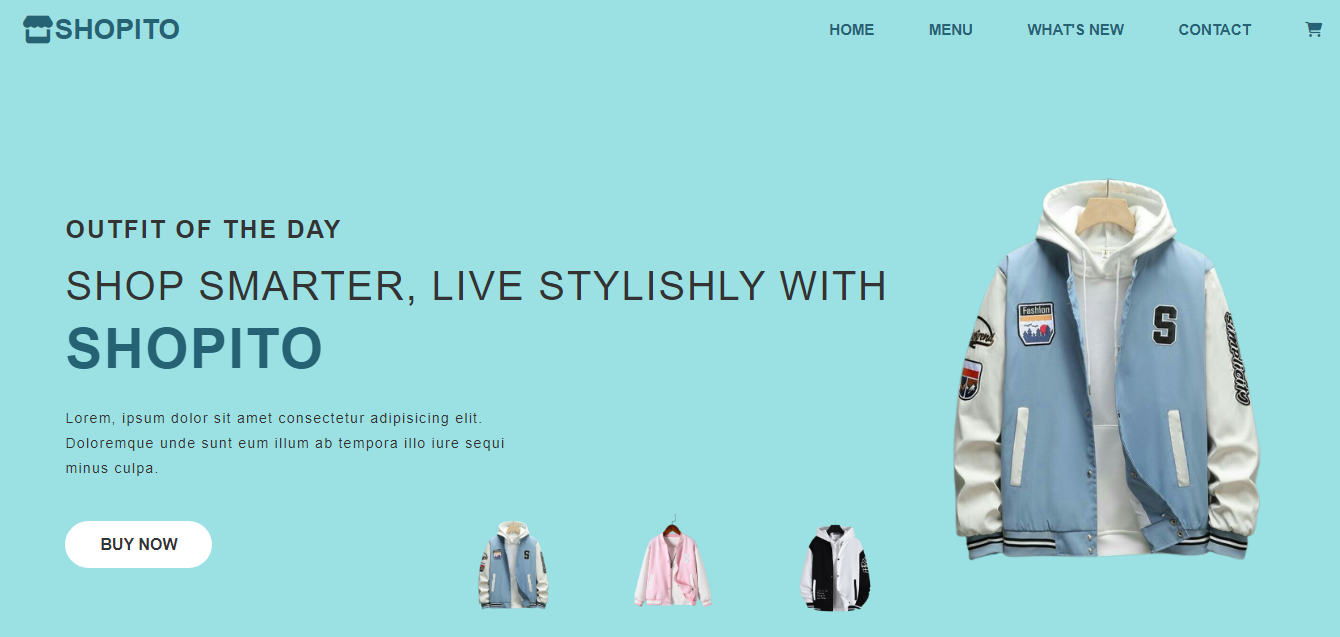 SHOPITO
HOME MENU WHAT'S NEW CONTACT
OUTFIT OF THE DAY
SHOP SMARTER, LIVE STYLISHLY WITH
SHOPITO
Lorem, ipsum dolor sit amet consectetur adipisicing elit.
Doloremque unde sunt eum illum ab tempora illo iure sequi
minus culpa.
BUY NOW
Fashion
S
S